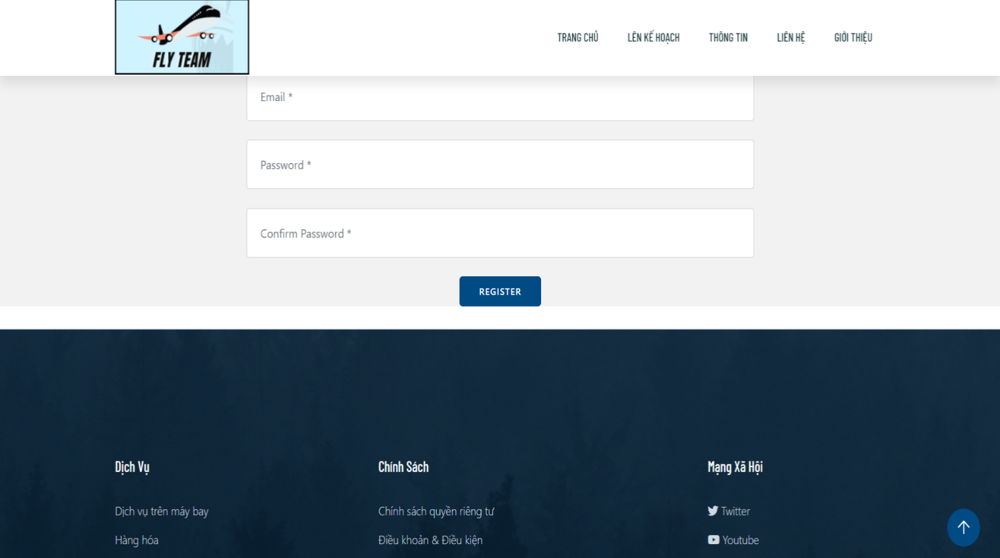 FLY TEAM
TRANG CHỦ LÊN KẾ HOẠCH THÔNG TIN LIÊN HỆ GIỚI THIỆU
Email *
Password *
Confirm Password *
REGISTER
Dịch Vụ Chính Sách Mạng Xã Hội
Dịch vụ trên máy bay Chính sách quyền riêng tư Twitter
Hàng hóa Điều khoản & Điều kiện Youtube